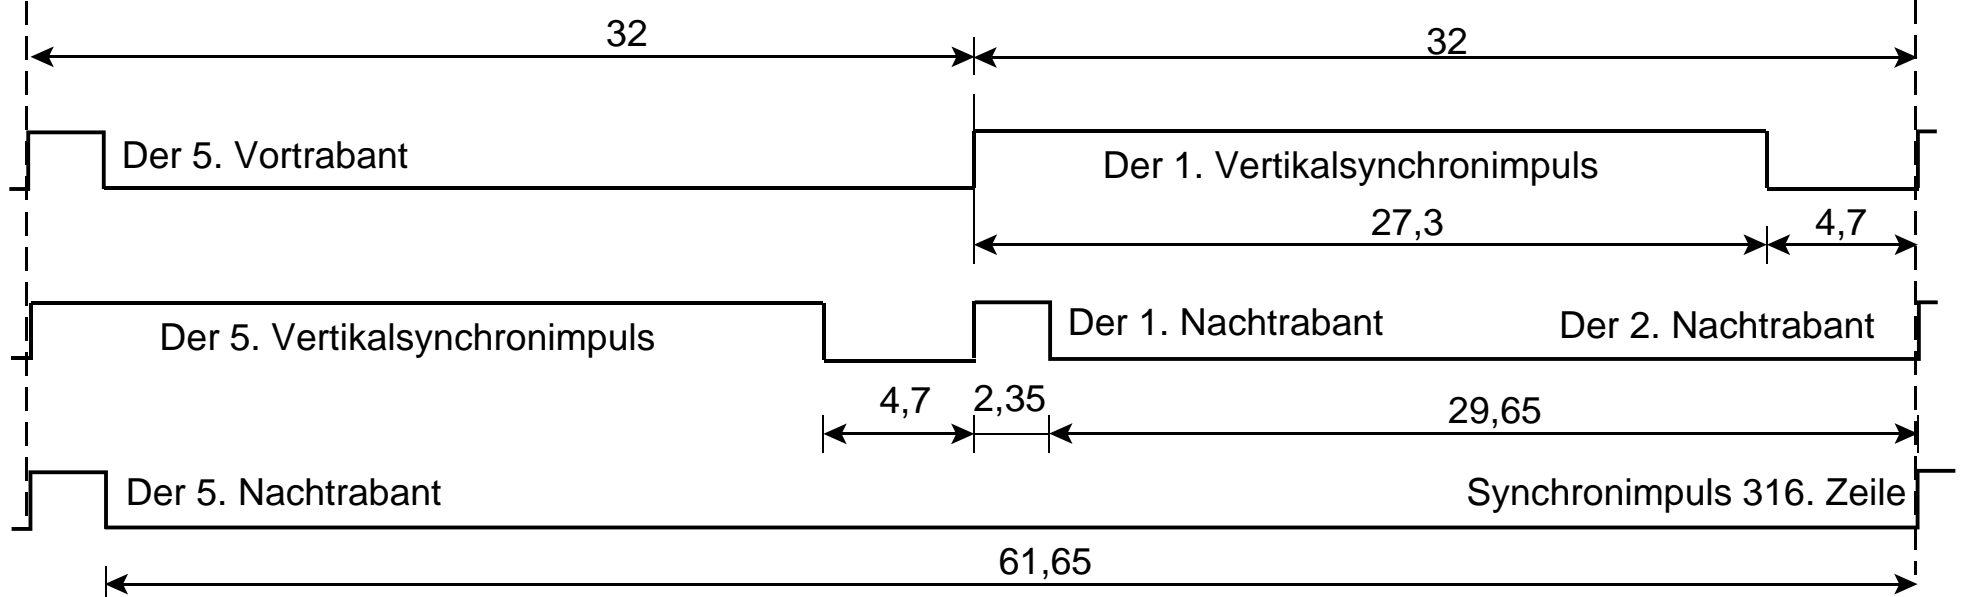 32
32
Der 5. Vortrabant
Der 1. Vertikalsynchronimpuls
27,3
4,7
Der 5. Vertikalsynchronimpuls
Der 1. Nachtrabant
Der 2. Nachtrabant
4,7
2,35
29,65
Der 5. Nachtrabant
Synchronimpuls 316. Zeile
61,65